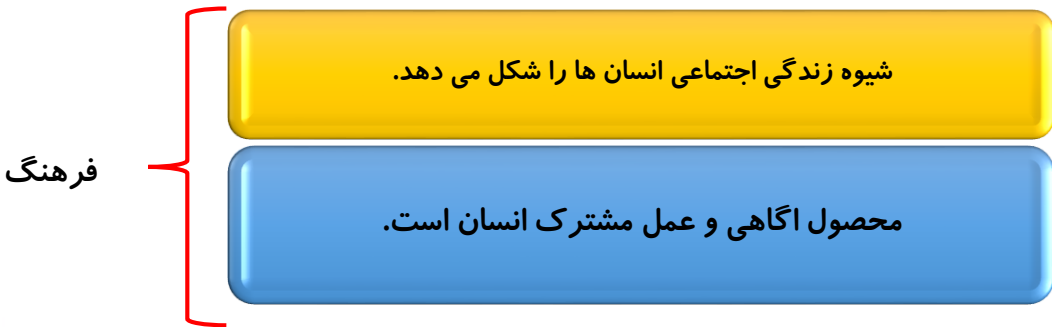 شیوه زندگی اجتماعی انسان ها را شکل می دهد.
فرهنگ
محصول اگاهی و عمل مشترک انسان است.